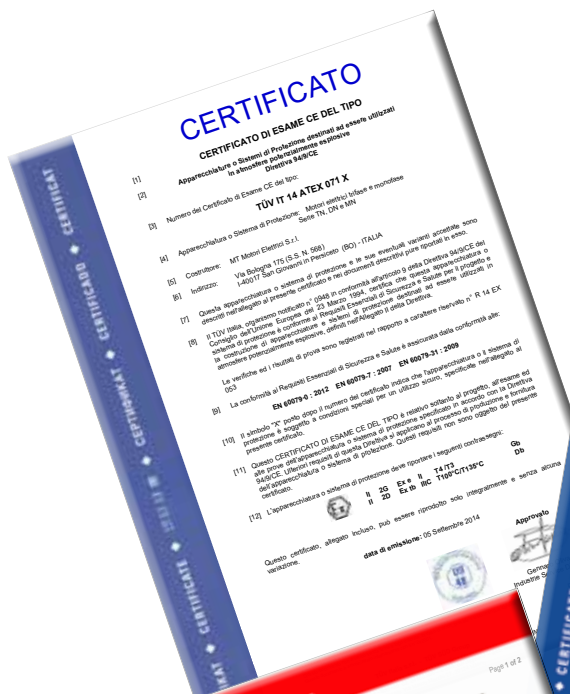 CERTIFICATO
CERTIFICATO DI ESAME CE DEL TIPO
[1]
Apparecchiature o Sistemi di Protezione destinati ad essere utilizzati
in atmosfere potenzialmente esplosive
Direttiva 94/9/CE
[2]
[3] Numero del Certificato di Esame CE del tipo:
TÜV IT 14 ATEX 071 X
[4] Apparecchiatura o Sistema di Protezione: Motori elettrici trifase e monofase
Serie TN, DN e MN
[5] Costruttore: MT Motori Elettrici S.r.l.
[6] Indirizzo: Via Bologna 175 (S.S. N. 568)
I-40017 San Giovanni in Persiceto (BO) - ITALIA
[7] Questa apparecchiatura o sistema di protezione e le sue eventuali varianti accettate sono
descritti nell'allegato al presente certificato e nei documenti descrittivi pure riportati in esso.
[8] Il TÜV Italia, organismo notificato n° 0948 in conformità all'articolo 9 della Direttiva 94/9/CE del
Consiglio dell'Unione Europea del 23 Marzo 1994, certifica che questa apparecchiatura o
sistema di protezione è conforme ai Requisiti Essenziali di Sicurezza e Salute per il progetto e
la costruzione di apparecchiature e sistemi di protezione destinati ad essere utilizzati in
atmosfere potenzialmente esplosive, definiti nell'Allegato II della Direttiva.
Le verifiche ed i risultati di prova sono registrati nel rapporto a carattere riservato n° R 14 EX
053
[9] La conformità ai Requisiti Essenziali di Sicurezza e Salute è assicurata dalla conformità alle:
EN 60079-0 : 2012 EN 60079-7 : 2007 EN 60079-31 : 2009
[10] Il simbolo "X" posto dopo il numero del certificato indica che l'apparecchiatura o il sistema di
protezione è soggetto a condizioni speciali per un utilizzo sicuro, specificate nell'allegato al
presente certificato.
[11] Questo CERTIFICATO DI ESAME CE DEL TIPO è relativo soltanto al progetto, all'esame ed
alle prove dell'apparecchiatura o sistema di protezione specificato in accordo con la Direttiva
94/9/CE. Ulteriori requisiti di questa Direttiva si applicano al processo di produzione e fornitura
dell'apparecchiatura o sistema di protezione. Questi requisiti non sono oggetto del presente
certificato.
[12] L'apparecchiatura o sistema di protezione deve riportare i seguenti contrassegni:
II 2G Ex e II T4/T3 Gb
II 2D Ex tb IIIC T100°C/T135°C Db
Questo certificato, allegato incluso, può essere riprodotto solo integralmente e senza alcuna
variazione.
data di emissione: 05 Settembre 2014
Approvato
Industrie
CERTIFICATE ◆ ◆ СЕРТИФИКАТ ◆ CERTIFICADO ◆ CERTIFICAT
Page 1 of 2
CERTIFICATO